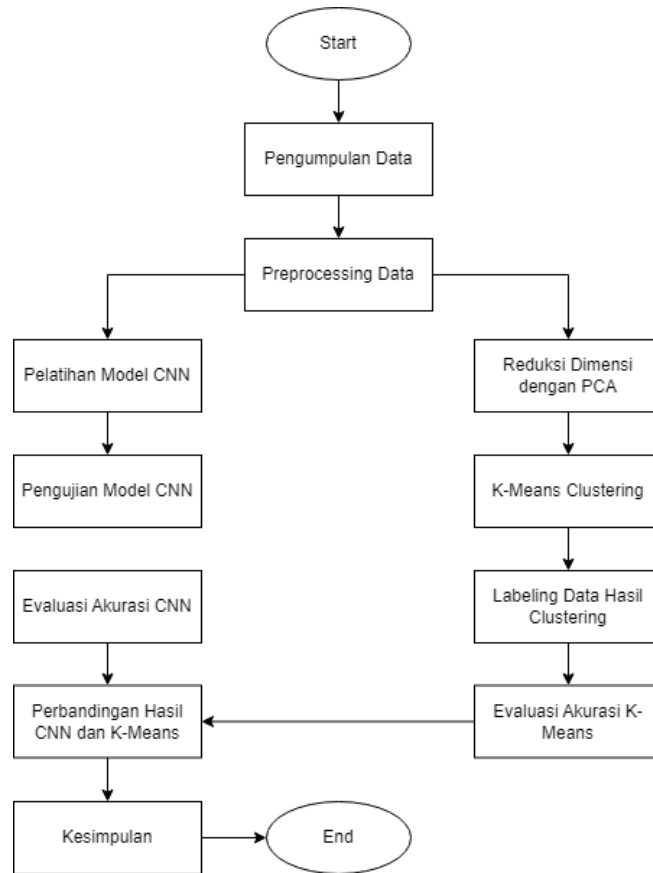 Start
Pengumpulan Data
Preprocessing Data
Pelatihan Model CNN
Reduksi Dimensi
dengan PCA
Pengujian Model CNN
K-Means Clustering
Evaluasi Akurasi CNN
Labeling Data Hasil
Clustering
Perbandingan Hasil
CNN dan K-Means
Evaluasi Akurasi K-
Means
Kesimpulan
End